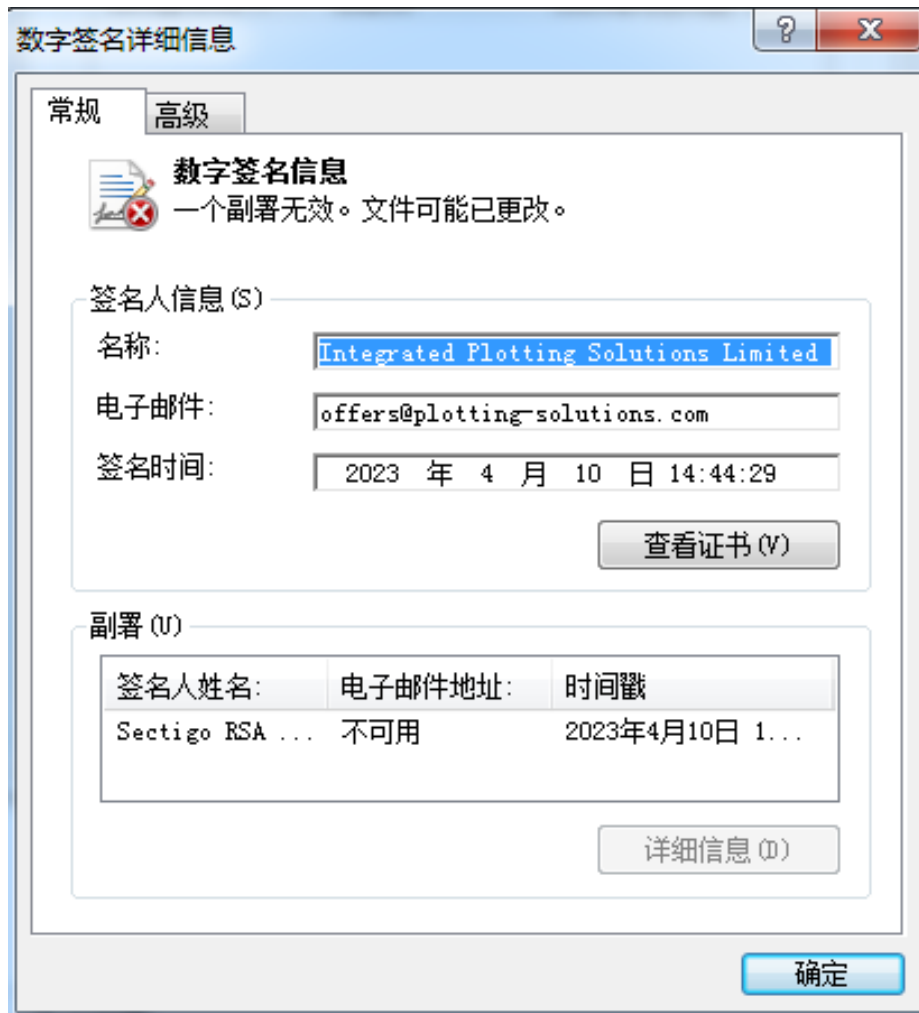 数字签名详细信息
常规
高级
数字签名信息
一个副署无效。文件可能已更改。
签名人信息(S)
名称: Integrated Plotting Solutions Limited
电子邮件: offers@plotting-solutions.com
签名时间: 2023 年 4 月 10 日 14:44:29
查看证书(V)
副署(U)
签名人姓名: 电子邮件地址: 时间戳
Sectigo RSA ... 不可用 2023年4月10日 1...
详细信息(D)
确定